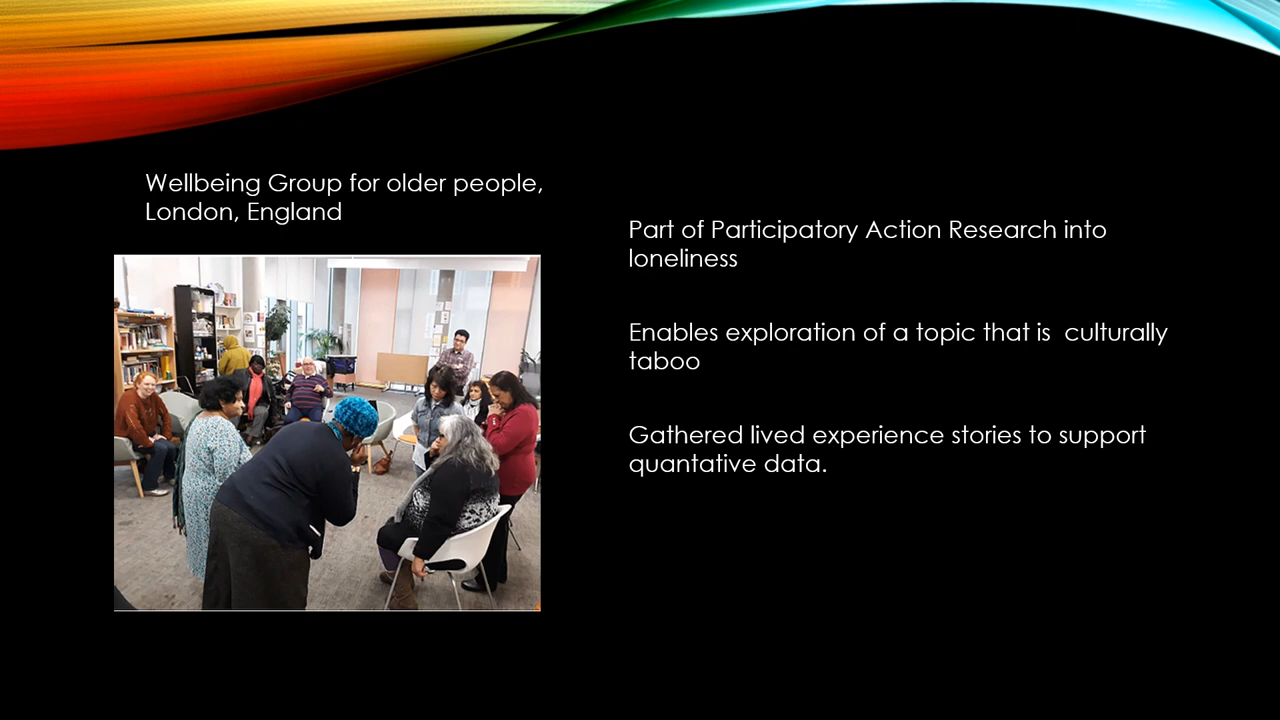 Wellbeing Group for older people,
London, England
Part of Participatory Action Research into
loneliness
Enables exploration of a topic that is  culturally
taboo
Gathered lived experience stories to support
quantative data.